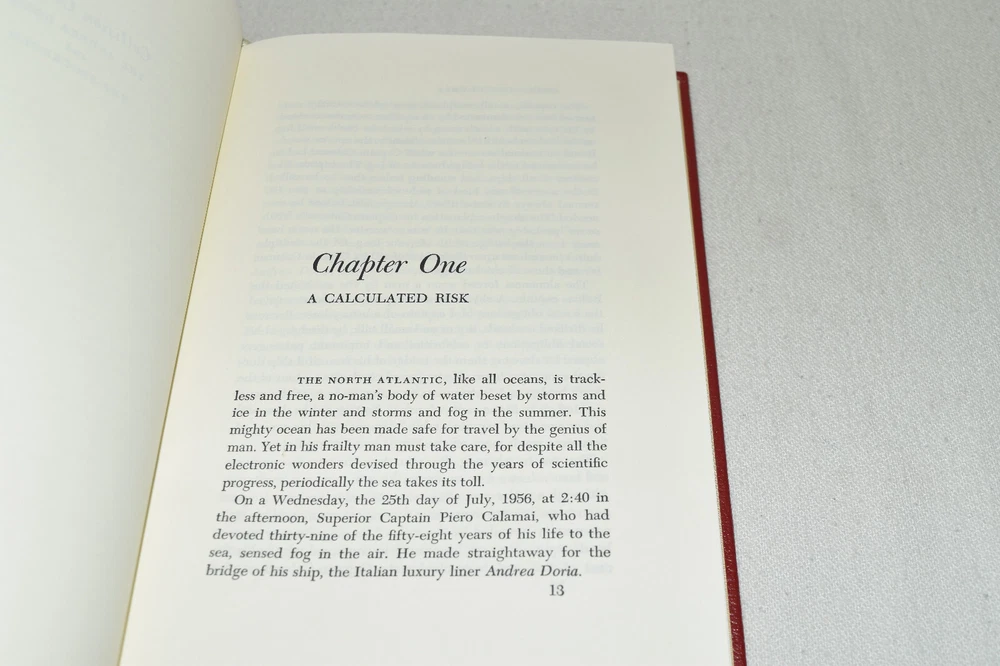 Chapter One
A CALCULATED RISK
THE NORTH ATLANTIC, like all oceans, is track-
less and free, a no-man's body of water beset by storms and
ice in the winter and storms and fog in the summer. This
mighty ocean has been made safe for travel by the genius of
man. Yet in his frailty man must take care, for despite all the
electronic wonders devised through the years of scientific
progress, periodically the sea takes its toll.
On a Wednesday, the 25th day of July, 1956, at 2:40 in
the afternoon, Superior Captain Piero Calamai, who had
devoted thirty-nine of the fifty-eight years of his life to the
sea, sensed fog in the air. He made straightaway for the
bridge of his ship, the Italian luxury liner Andrea Doria.
13